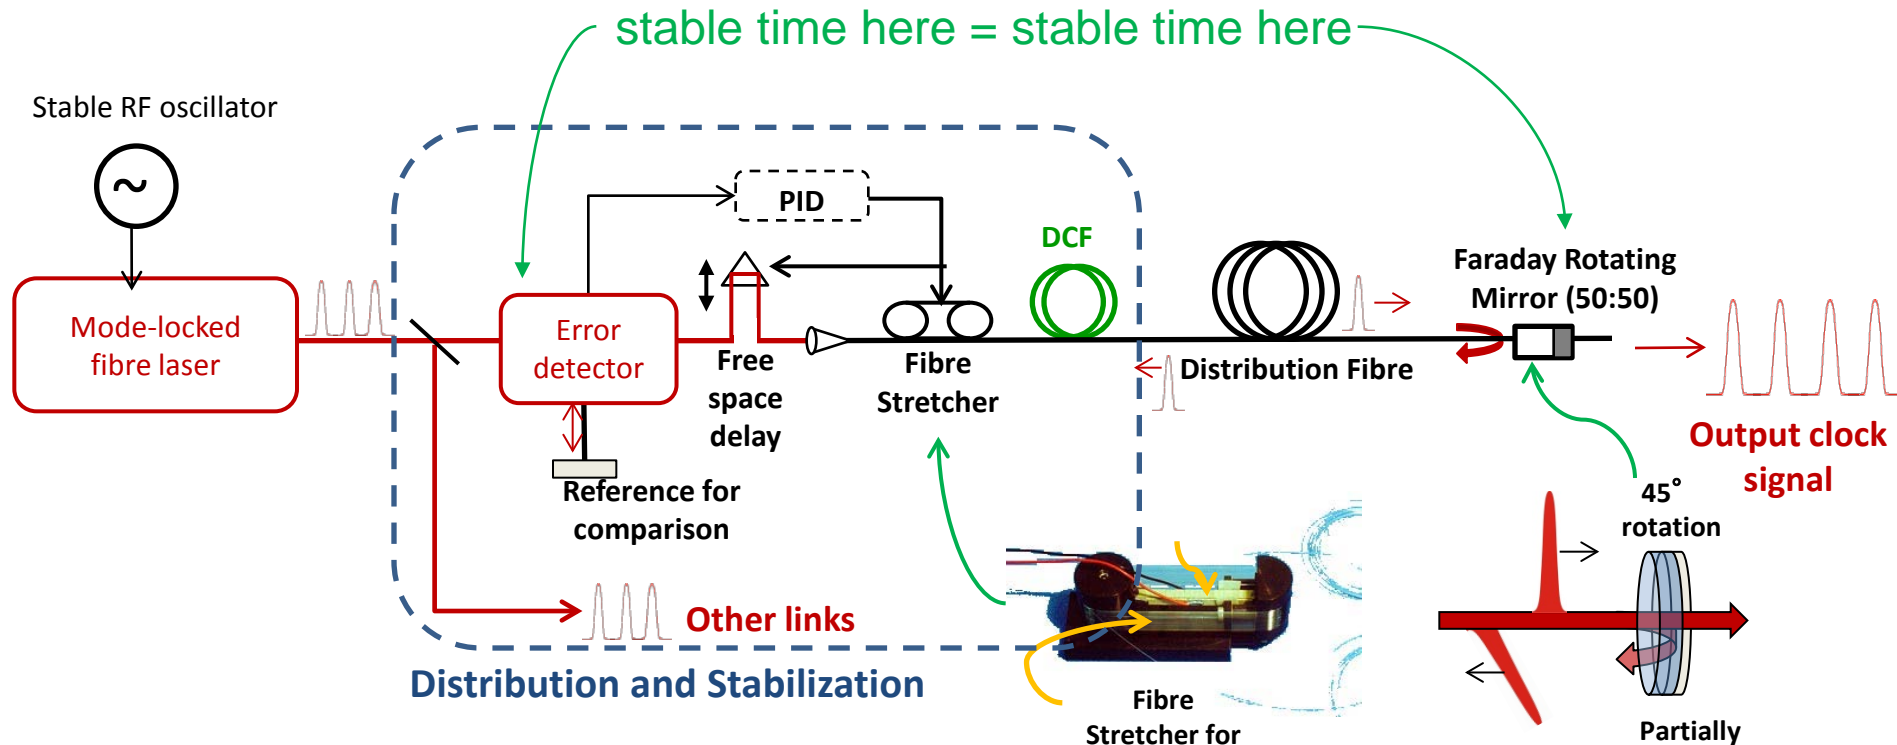 stable time here = stable time here
Stable RF oscillator
~
PID
DCF
Faraday Rotating
Mirror (50:50)
Mode-locked
fibre laser
Error
detector
Free
space
delay
Fibre
Stretcher
Distribution Fibre
Output clock
signal
Reference for
comparison
45°
rotation
Other links
Distribution and Stabilization
Fibre
Stretcher for
Partially